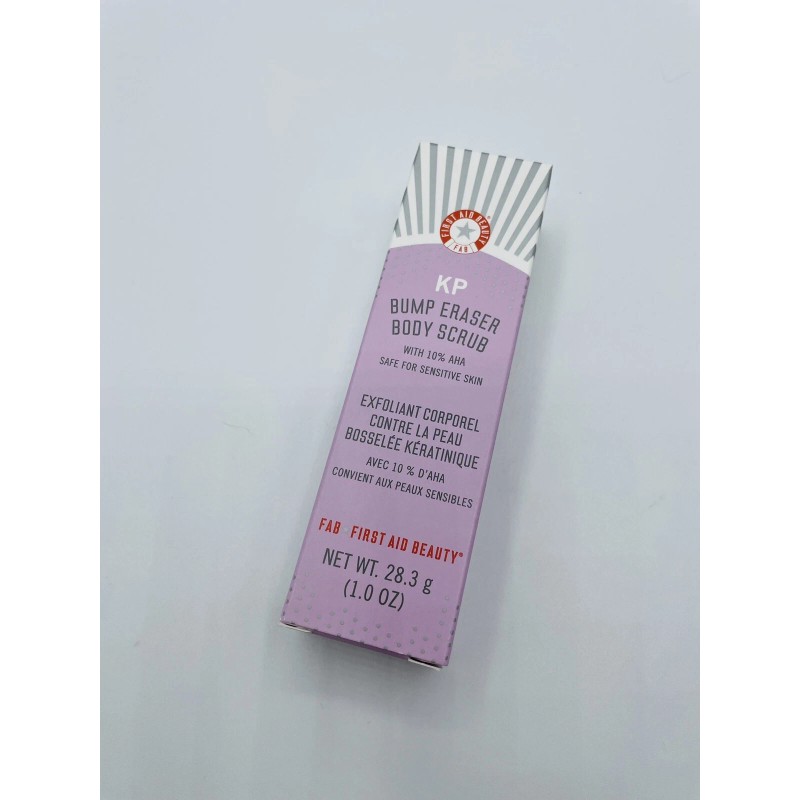 FIRST AID BEAUTY
FAB
KP
BUMP ERASER
BODY SCRUB
WITH 10% AHA
SAFE FOR SENSITIVE SKIN
EXFOLIANT CORPOREL
CONTRE LA PEAU
BOSSELÉE KÉRATINIQUE
AVEC 10 % D'AHA
CONVIENT AUX PEAUX SENSIBLES
FAB FIRST AID BEAUTY®
NET WT. 28.3 g
(1.0 OZ)